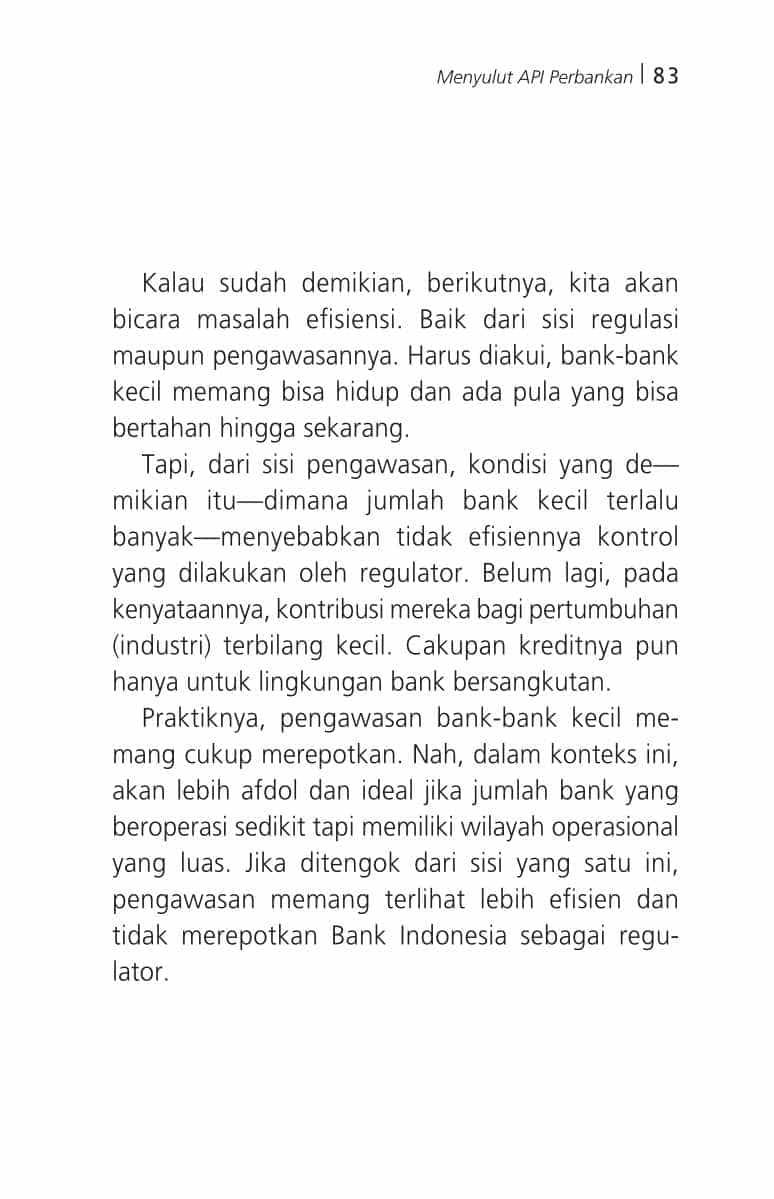 Menyulut API Perbankan | 83
Kalau sudah demikian, berikutnya, kita akan
bicara masalah efisiensi. Baik dari sisi regulasi
maupun pengawasannya. Harus diakui, bank-bank
kecil memang bisa hidup dan ada pula yang bisa
bertahan hingga sekarang.
Tapi, dari sisi pengawasan, kondisi yang de—
mikian itu—dimana jumlah bank kecil terlalu
banyak—menyebabkan tidak efisiennya kontrol
yang dilakukan oleh regulator. Belum lagi, pada
kenyataannya, kontribusi mereka bagi pertumbuhan
(industri) terbilang kecil. Cakupan kreditnya pun
hanya untuk lingkungan bank bersangkutan.
Praktiknya, pengawasan bank-bank kecil me-
mang cukup merepotkan. Nah, dalam konteks ini,
akan lebih afdol dan ideal jika jumlah bank yang
beroperasi sedikit tapi memiliki wilayah operasional
yang luas. Jika ditengok dari sisi yang satu ini,
pengawasan memang terlihat lebih efisien dan
tidak merepotkan Bank Indonesia sebagai regu-
lator.